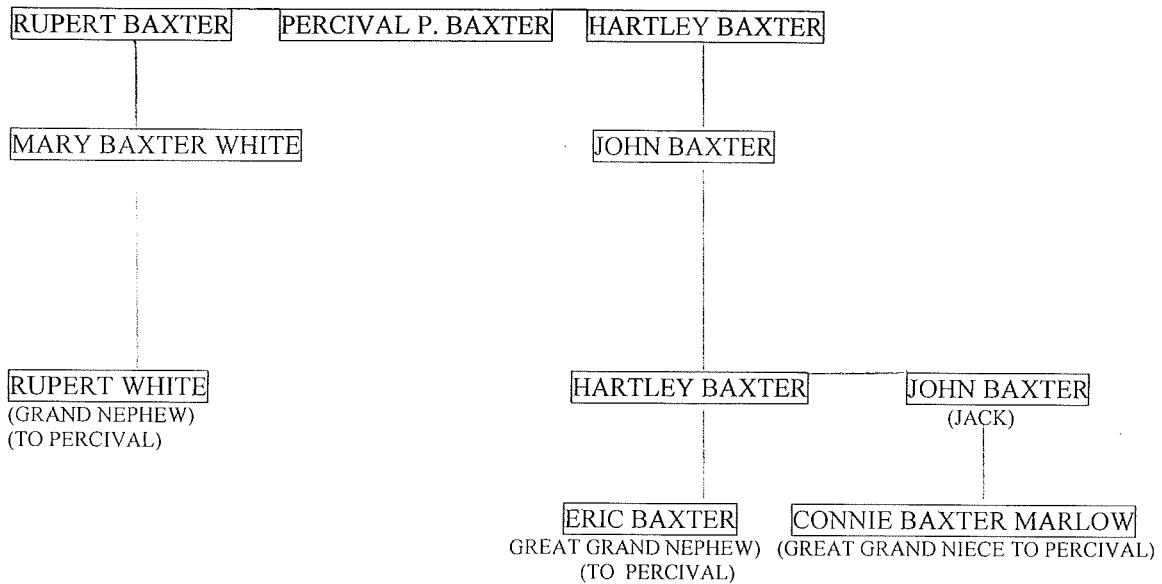 RUPERT BAXTER PERCIVAL P. BAXTER HARTLEY BAXTER
MARY BAXTER WHITE JOHN BAXTER
RUPERT WHITE HARTLEY BAXTER JOHN BAXTER
(GRAND NEPHEW) (JACK)
(TO PERCIVAL)
ERIC BAXTER CONNIE BAXTER MARLOW
GREAT GRAND NEPHEW) (GREAT GRAND NIECE TO PERCIVAL)
(TO PERCIVAL)